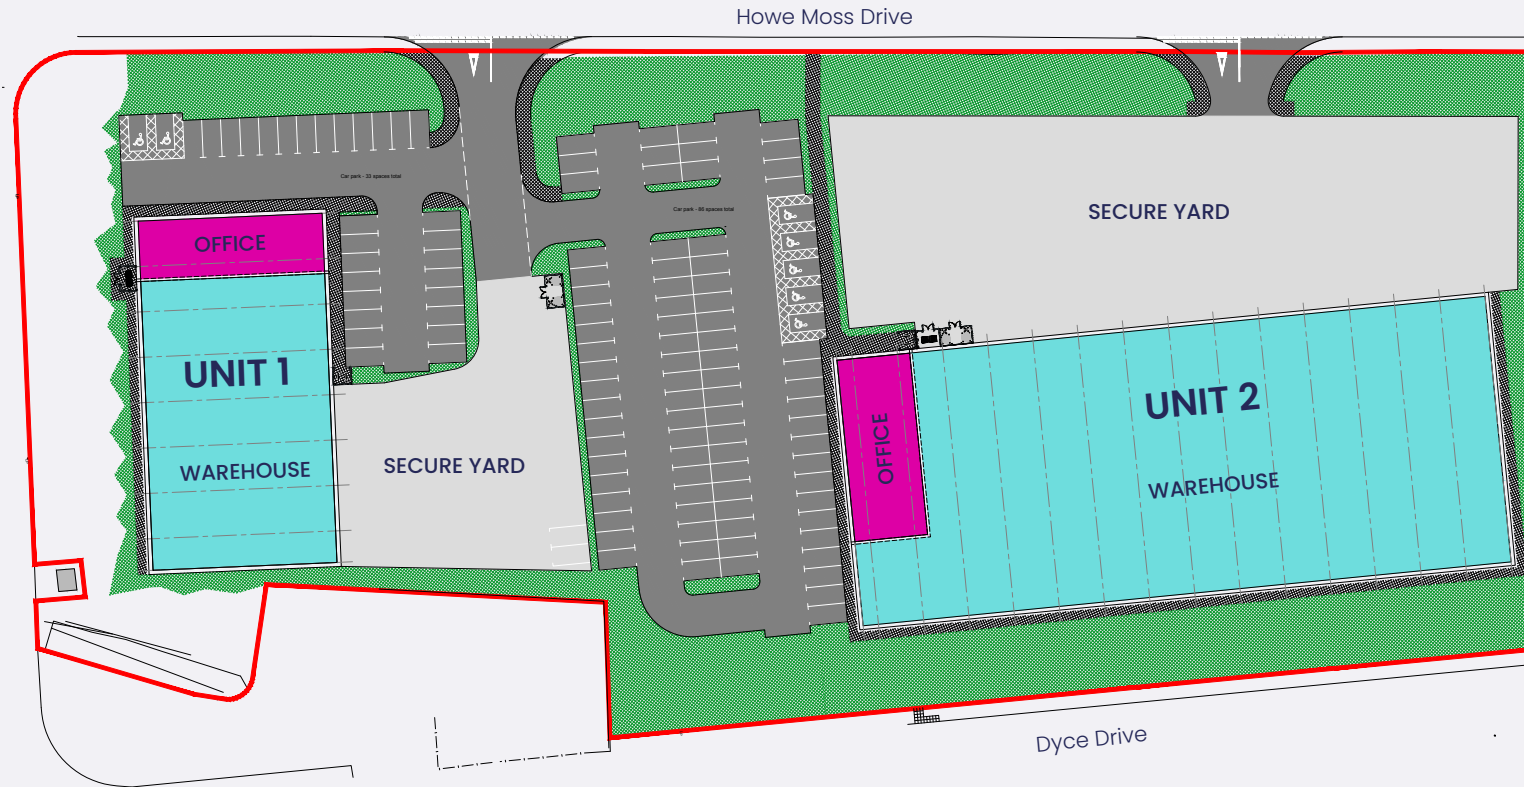 Howe Moss Drive
Car park - 33 spaces total
Car park - 80 spaces total
SECURE YARD
OFFICE
UNIT 1
WAREHOUSE
SECURE YARD
OFFICE
UNIT 2
WAREHOUSE
Dyce Drive